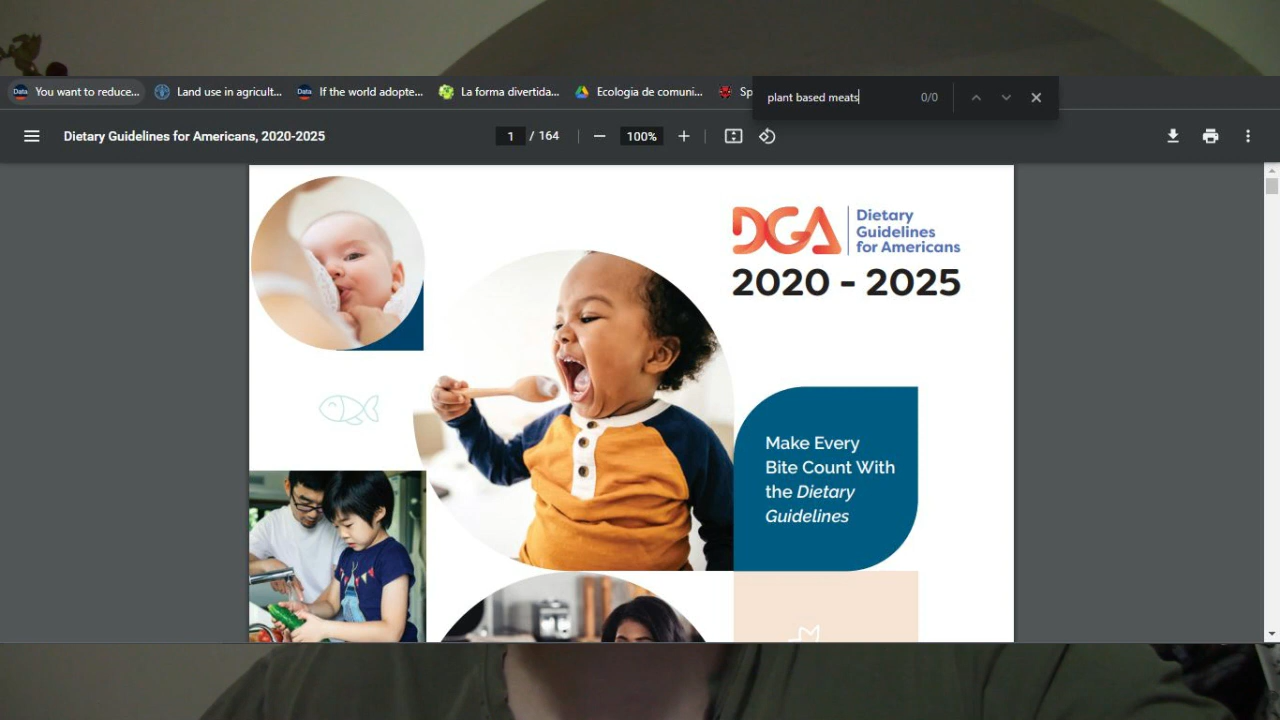 You want to reduce...
Land use in agricult...
If the world adopte...
La forma divertida...
Ecologia de comuni...
Sp
plant based meats
0/0
Dietary Guidelines for Americans, 2020-2025
1 / 164
100%
DGA
Dietary
Guidelines
for Americans
2020 - 2025
Make Every
Bite Count With
the Dietary
Guidelines